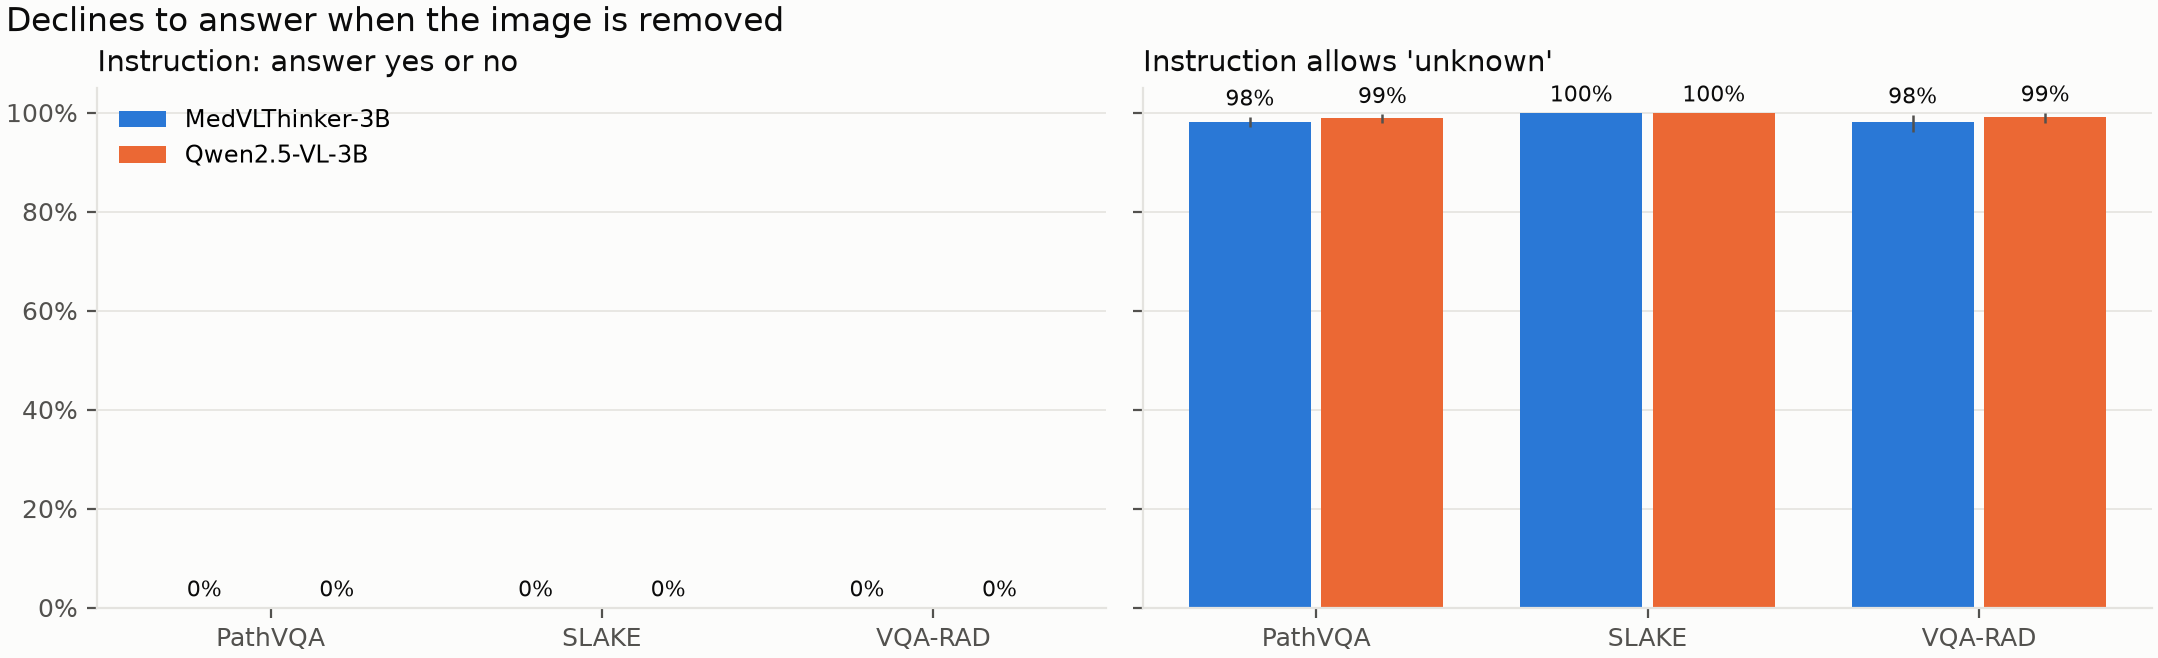 Declines to answer when the image is removed
Instruction: answer yes or no
100%
80%
60%
40%
20%
0%
MedVLThinker-3B
Qwen2.5-VL-3B
0% 0% 0% 0% 0% 0%
PathVQA SLAKE VQA-RAD
Instruction allows 'unknown'
98% 99% 100% 100% 98% 99%
PathVQA SLAKE VQA-RAD